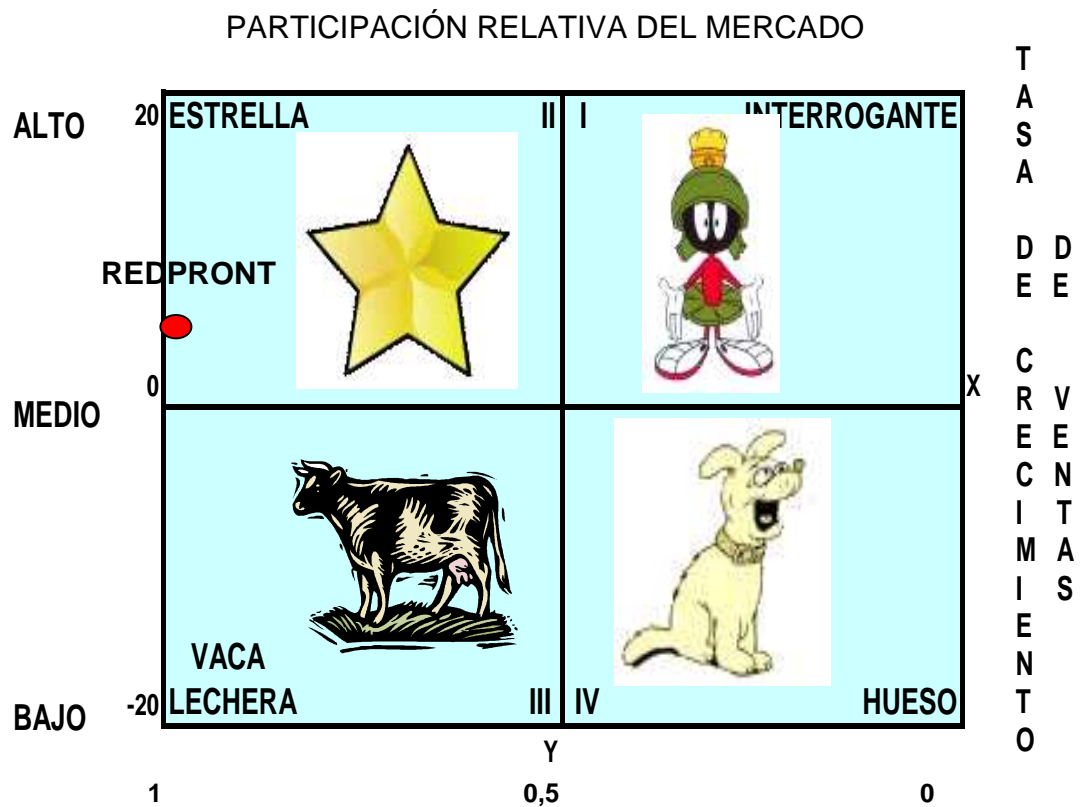 PARTICIPACIÓN RELATIVA DEL MERCADO
ALTO
20
ESTRELLA
II
I
INTERROGANTE
REDPRONT
0
X
MEDIO
VACA
LECHERA
III
IV
HUESO
-20
BAJO
Y
1
0,5
0
TASA DE CRECIMIENTO
DE VENTAS